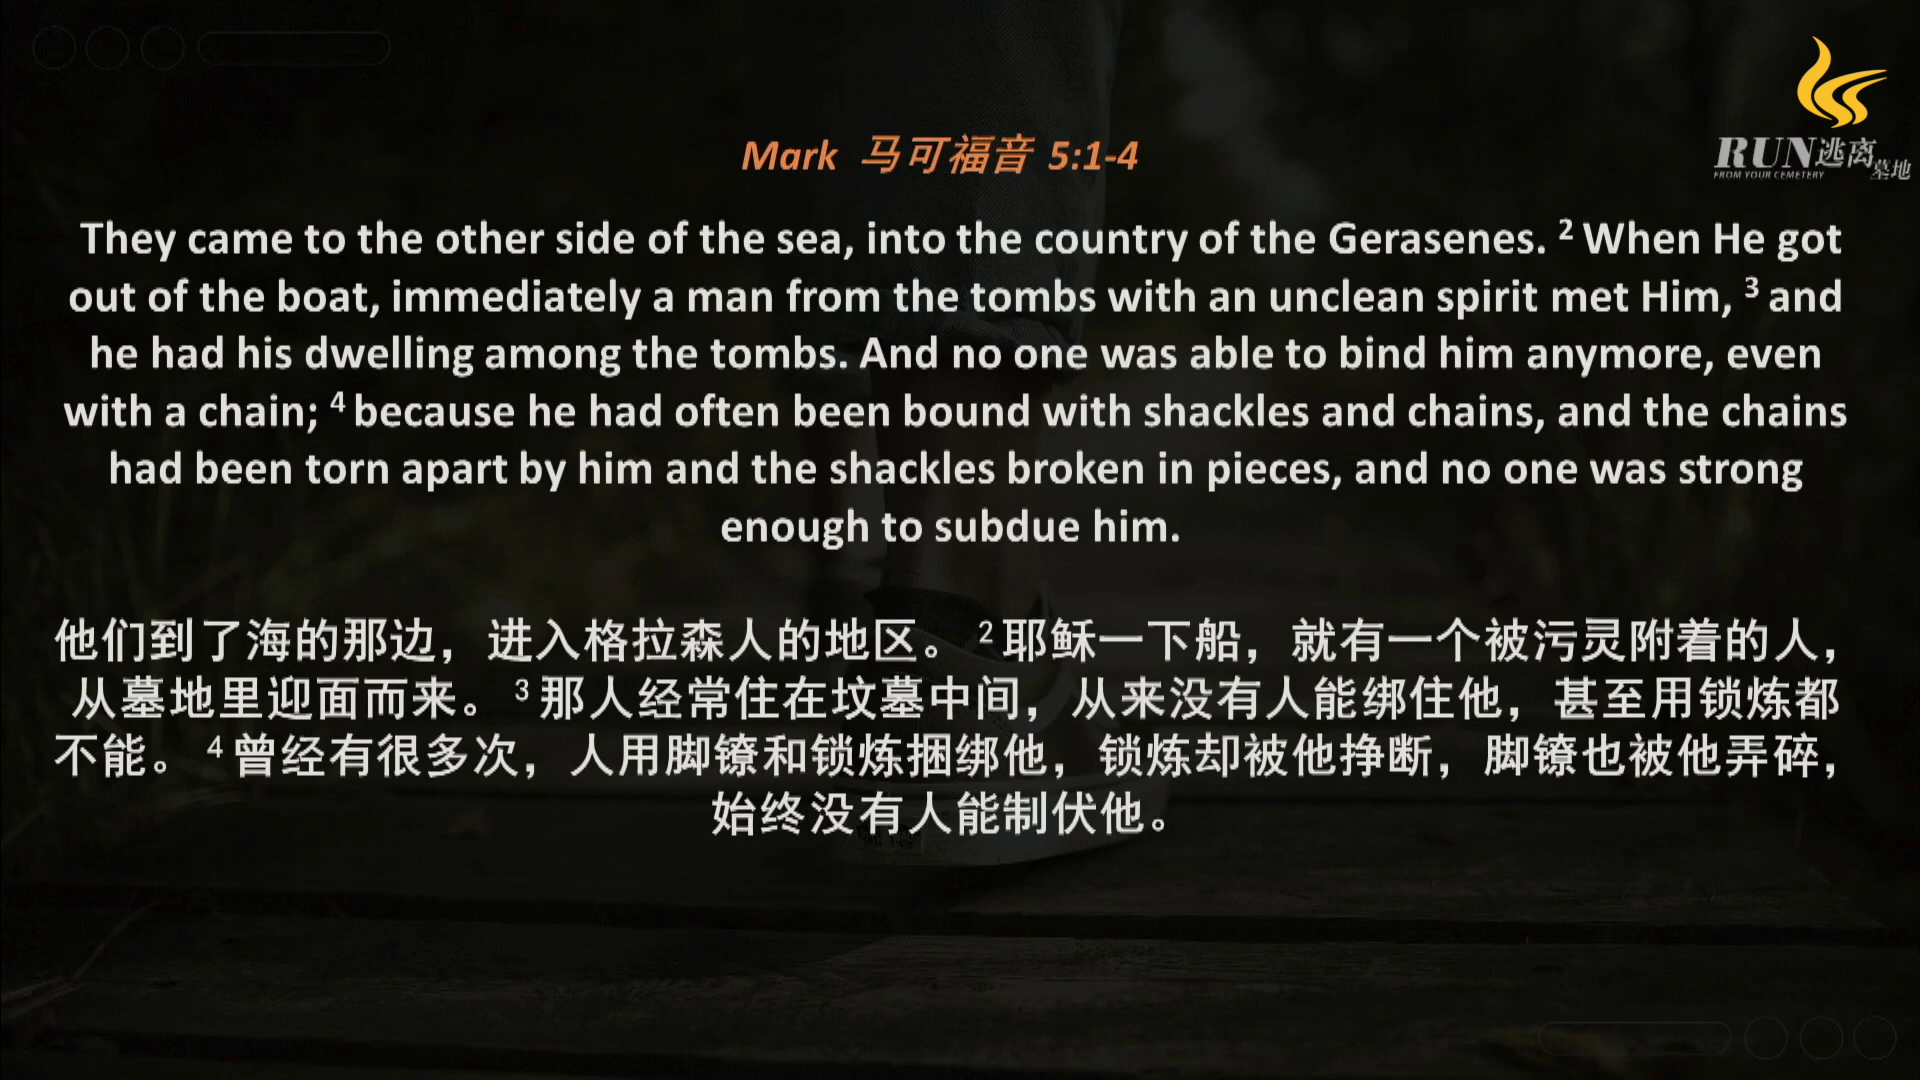 RUN逃离墓地
FROM YOUR CEMETERY
Mark 马可福音 5:1-4
They came to the other side of the sea, into the country of the Gerasenes. 2 When He got
out of the boat, immediately a man from the tombs with an unclean spirit met Him, 3 and
he had his dwelling among the tombs. And no one was able to bind him anymore, even
with a chain; 4 because he had often been bound with shackles and chains, and the chains
had been torn apart by him and the shackles broken in pieces, and no one was strong
enough to subdue him.
他们到了海的那边，进入格拉森人的地区。 2 耶稣一下船，就有一个被污灵附着的人，
从墓地里迎面而来。 3 那人经常住在坟墓中间，从来没有人能绑住他，甚至用锁炼都
不能。 4 曾经有很多次，人用脚镣和锁炼捆绑他，锁炼却被他挣断，脚镣也被他弄碎，
始终没有人能制伏他。